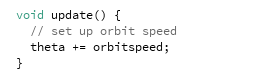 void update() {
  // set up orbit speed
  theta += orbitspeed;
}